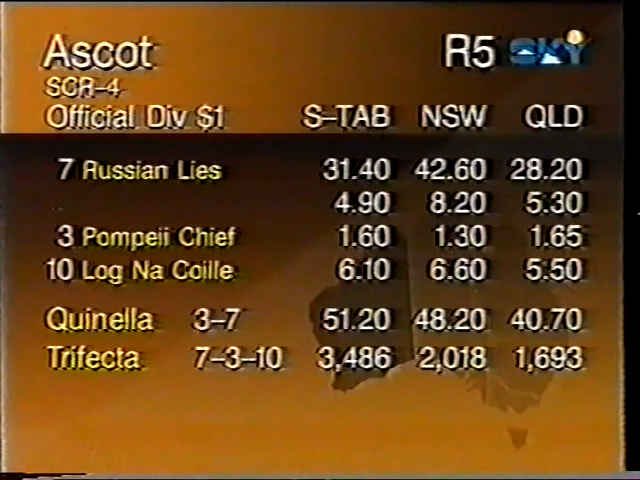 Ascot R5 SKY
SCR-4
Official Div $1 S-TAB NSW QLD
7 Russian Lies 31.40 42.60 28.20
4.90 8.20 5.30
3 Pompeii Chief 1.60 1.30 1.65
10 Log Na Coille 6.10 6.60 5.50
Quinella 3-7 51.20 48.20 40.70
Trifecta 7-3-10 3,486 2,018 1,693